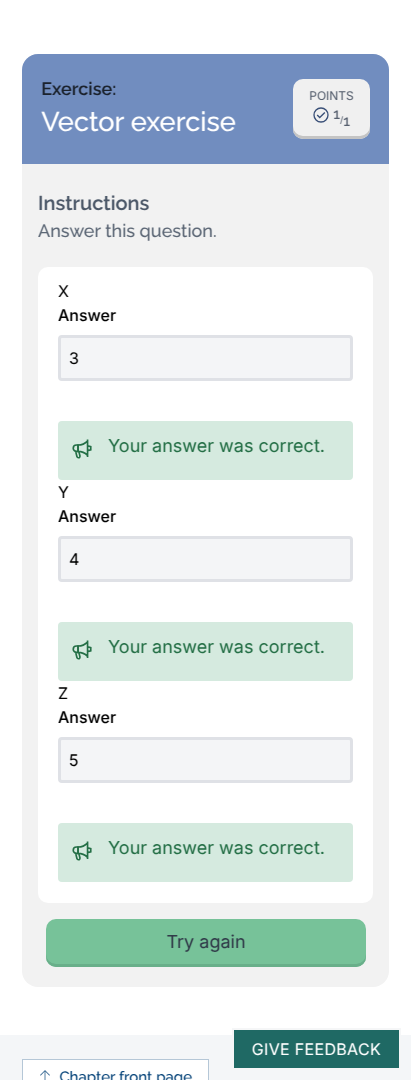 Exercise:
Vector exercise
POINTS
1/1
Instructions
Answer this question.
X
Answer
3
Your answer was correct.
Y
Answer
4
Your answer was correct.
Z
Answer
5
Your answer was correct.
Try again
GIVE FEEDBACK
↑ Chapter front page